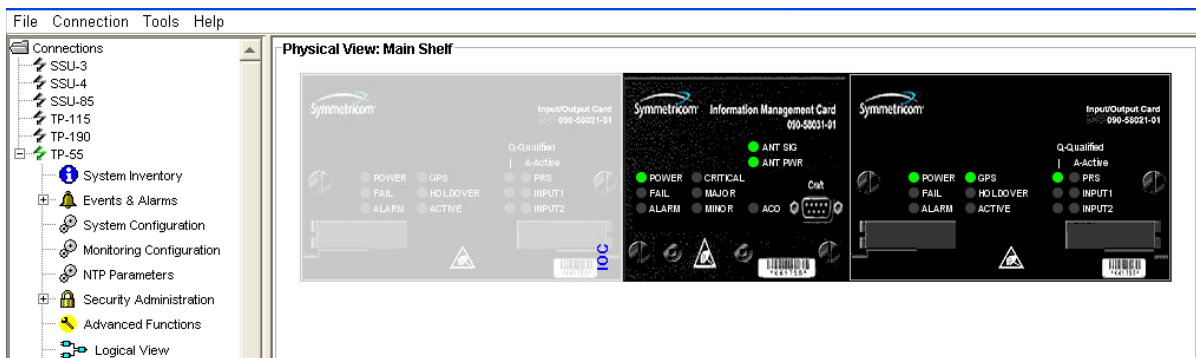 File Connection Tools Help
Connections
SSU-3
SSU-4
SSU-85
TP-115
TP-190
TP-55
System Inventory
Events & Alarms
System Configuration
Monitoring Configuration
NTP Parameters
Security Administration
Advanced Functions
Logical View
Physical View: Main Shelf
Symmetricom
Input/Output Card
090-58021-01
Q-Qualified
A-Active
POWER GPS PRS
FAIL HOLDOVER INPUT1
ALARM ACTIVE INPUT2
IOC
Symmetricom Information Management Card
090-58031-01
ANT SIG
ANT PWR
POWER CRITICAL
FAIL MAJOR
ALARM MINOR ACO
Craft
Symmetricom
Input/Output Card
090-58021-01
Q-Qualified
A-Active
POWER GPS PRS
FAIL HOLDOVER INPUT1
ALARM ACTIVE INPUT2